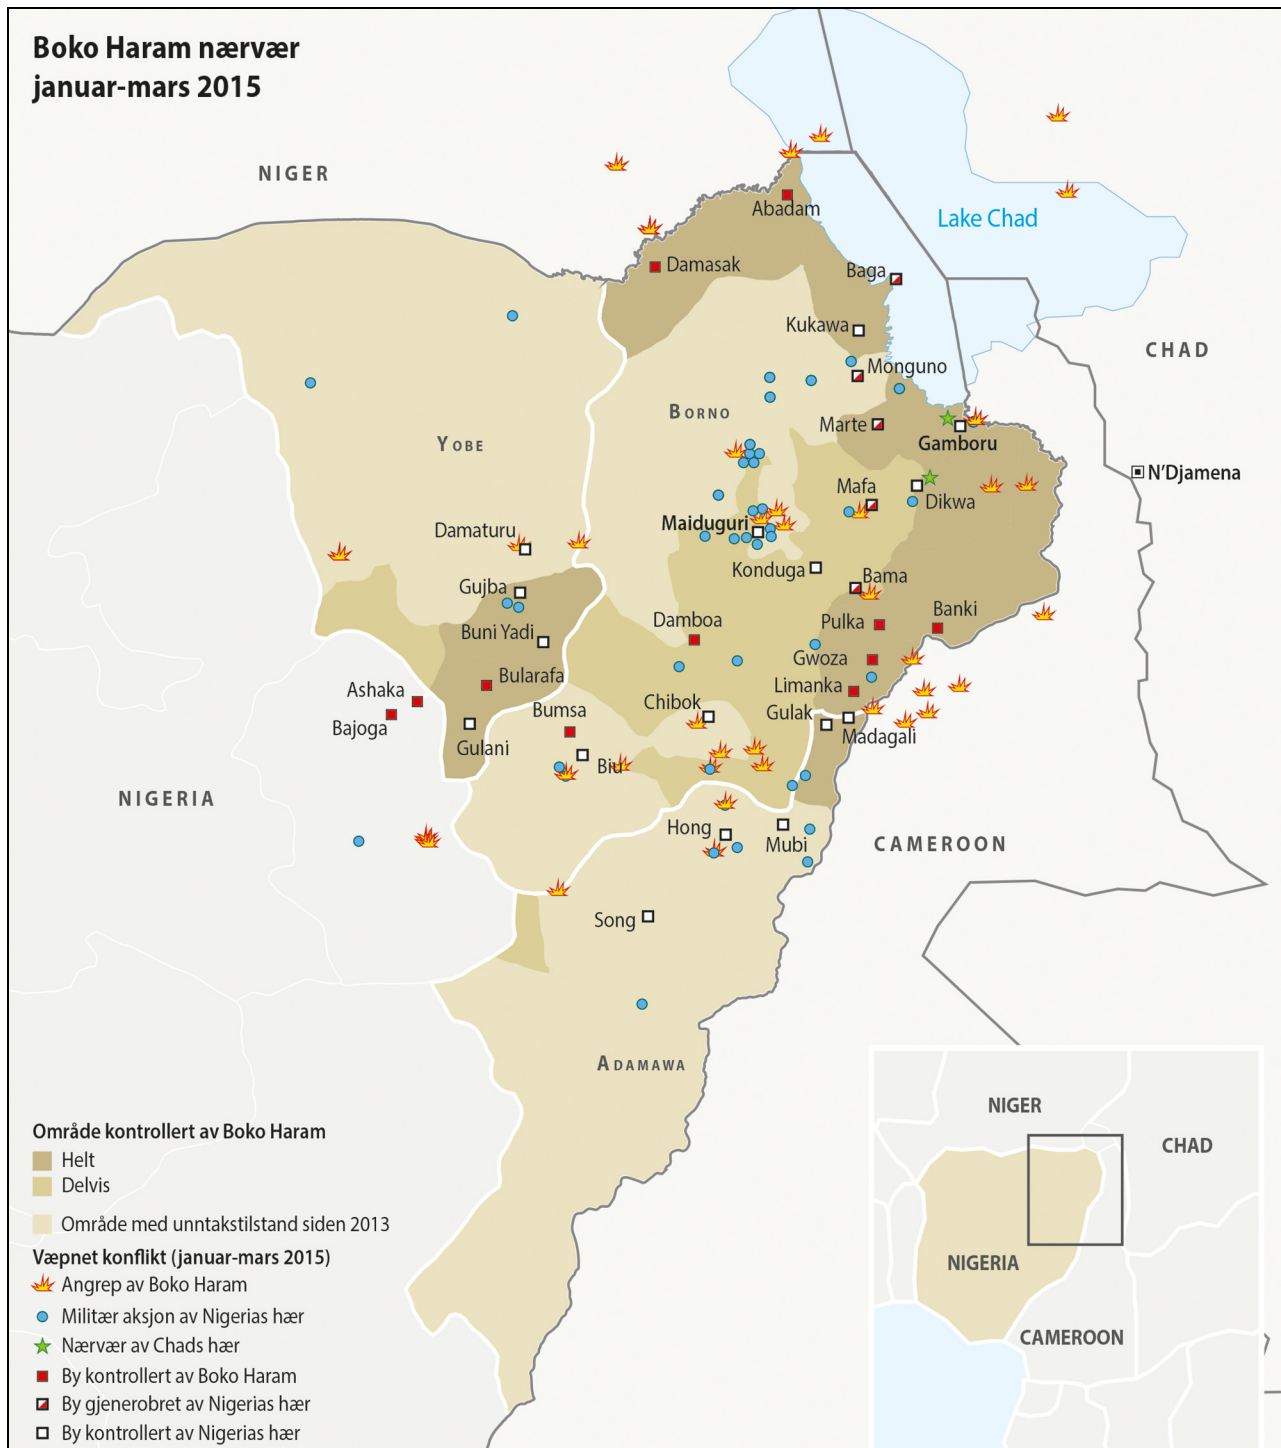 Boko Haram nærvær
januar-mars 2015
NIGER
Abadam
Lake Chad
Damasak
Baga
Kukawa
CHAD
Monguno
BORNO
Marte
YOBE
Gamboru
N'Djamena
Mafa
Dikwa
Maiduguri
Damaturu
Konduga
Bama
Gujba
Banki
Damboa
Pulka
Buni Yadi
Gwoza
Bularafa
Limanka
Ashaka
Chibok
Bumsa
Gulak
Bajoga
Madagali
Gulani
Biu
NIGERIA
Hong
Mubi
CAMEROON
Song
ADAMAWA
Område kontrollert av Boko Haram
Helt
Delvis
Område med unntakstilstand siden 2013
Væpnet konflikt (januar-mars 2015)
Angrep av Boko Haram
Militær aksjon av Nigerias hær
Nærvær av Chads hær
By kontrollert av Boko Haram
By gjenerobret av Nigerias hær
By kontrollert av Nigerias hær
NIGER
CHAD
NIGERIA
CAMEROON